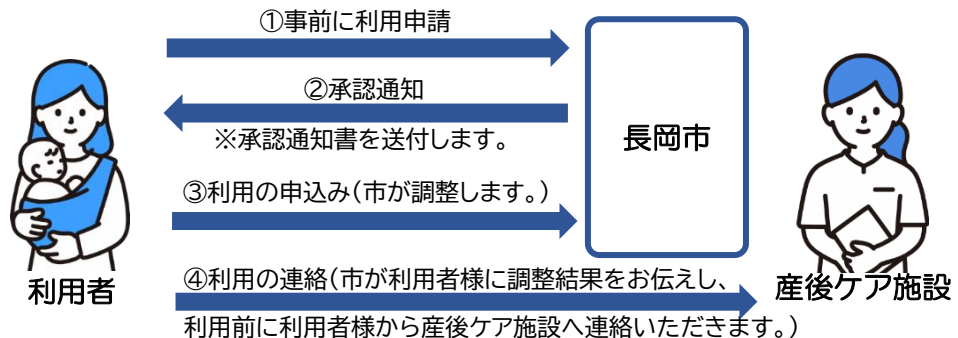 ①事前に利用申請
②承認通知
※承認通知書を送付します。
長岡市
③利用の申込み(市が調整します。)
利用者
④利用の連絡(市が利用者様に調整結果をお伝えし、
利用前に利用者様から産後ケア施設へ連絡いただきます。)
産後ケア施設